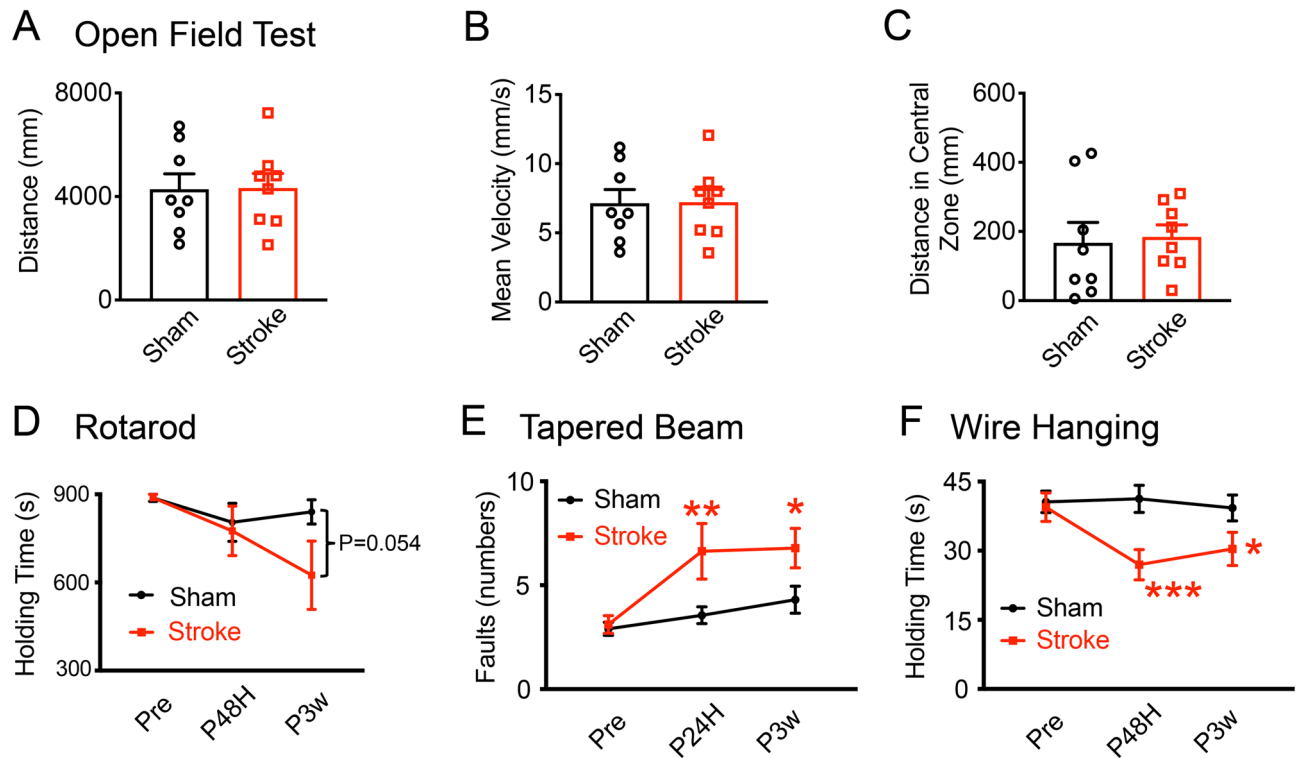 A Open Field Test
Distance (mm)
8000
4000
0
Sham
Stroke
B
Mean Velocity (mm/s)
15
10
5
0
Sham
Stroke
C
Distance in Central
Zone (mm)
600
400
200
0
Sham
Stroke
D Rotarod
Holding Time (s)
900
600
300
P=0.054
Sham
Stroke
Pre
P48H
P3w
E Tapered Beam
Faults (numbers)
10
5
0
Sham
Stroke
**
*
Pre
P24H
P3w
F Wire Hanging
Holding Time (s)
45
30
15
0
*
***
Sham
Stroke
Pre
P48H
P3w